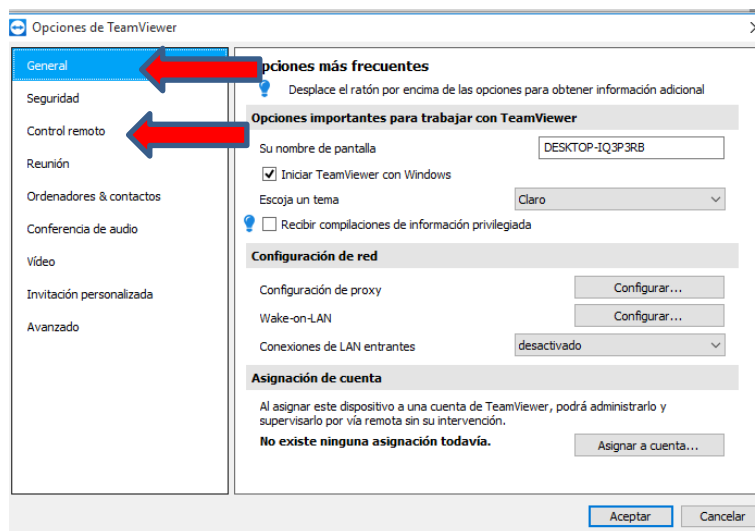 Opciones de TeamViewer
General
Seguridad
Control remoto
Reunión
Ordenadores & contactos
Conferencia de audio
Vídeo
Invitación personalizada
Avanzado
pciones más frecuentes
Desplace el ratón por encima de las opciones para obtener información adicional
Opciones importantes para trabajar con TeamViewer
Su nombre de pantalla DESKTOP-IQ3P3RB
Iniciar TeamViewer con Windows
Escoja un tema Claro
Recibir compilaciones de información privilegiada
Configuración de red
Configuración de proxy Configurar...
Wake-on-LAN Configurar...
Conexiones de LAN entrantes desactivado
Asignación de cuenta
Al asignar este dispositivo a una cuenta de TeamViewer, podrá administrarlo y
supervisarlo por vía remota sin su intervención.
No existe ninguna asignación todavía. Asignar a cuenta...
Aceptar Cancelar